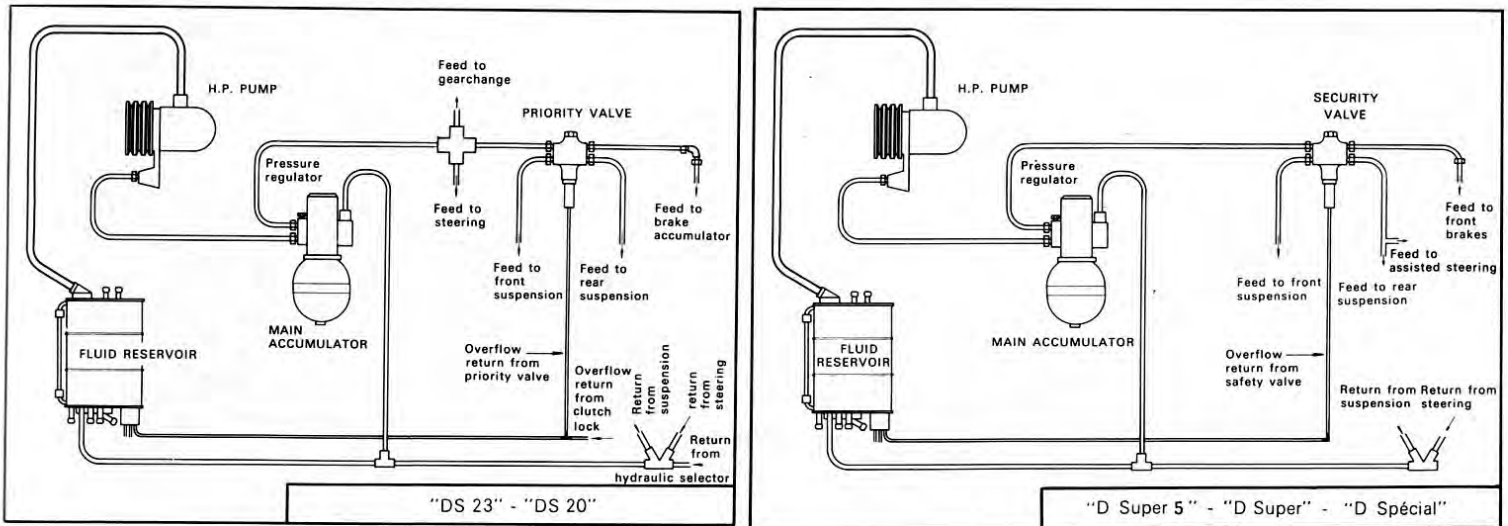 H.P. PUMP
Feed to
gearchange
PRIORITY VALVE
Pressure
regulator
Feed to
steering
Feed to
brake
accumulator
Feed to
front
suspension
Feed to
rear
suspension
MAIN
ACCUMULATOR
FLUID RESERVOIR
Overflow
return from
priority valve
Overflow
return
from
clutch
lock
Return
from
suspension
return from
steering
Return
from
hydraulic selector
"DS 23" - "DS 20"
H.P. PUMP
SECURITY
VALVE
Pressure
regulator
Feed to
front
brakes
Feed to
assisted steering
Feed to front
suspension
Feed to rear
suspension
MAIN ACCUMULATOR
FLUID
RESERVOIR
Overflow
return from
safety valve
Return from
suspension
Return from
steering
"D Super 5" - "D Super" - "D Spécial"